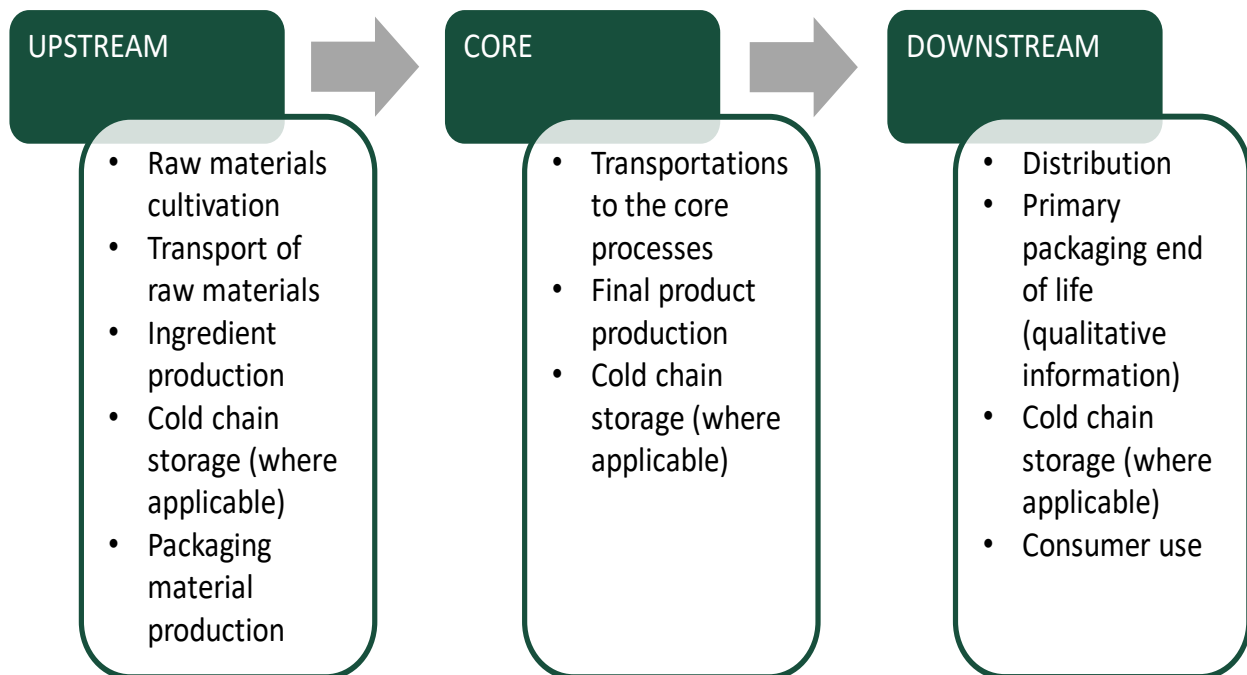 UPSTREAM
• Raw materials
cultivation
• Transport of
raw materials
• Ingredient
production
• Cold chain
storage (where
applicable)
• Packaging
material
production
CORE
• Transportations
to the core
processes
• Final product
production
• Cold chain
storage (where
applicable)
DOWNSTREAM
• Distribution
• Primary
packaging end
of life
(qualitative
information)
• Cold chain
storage (where
applicable)
• Consumer use